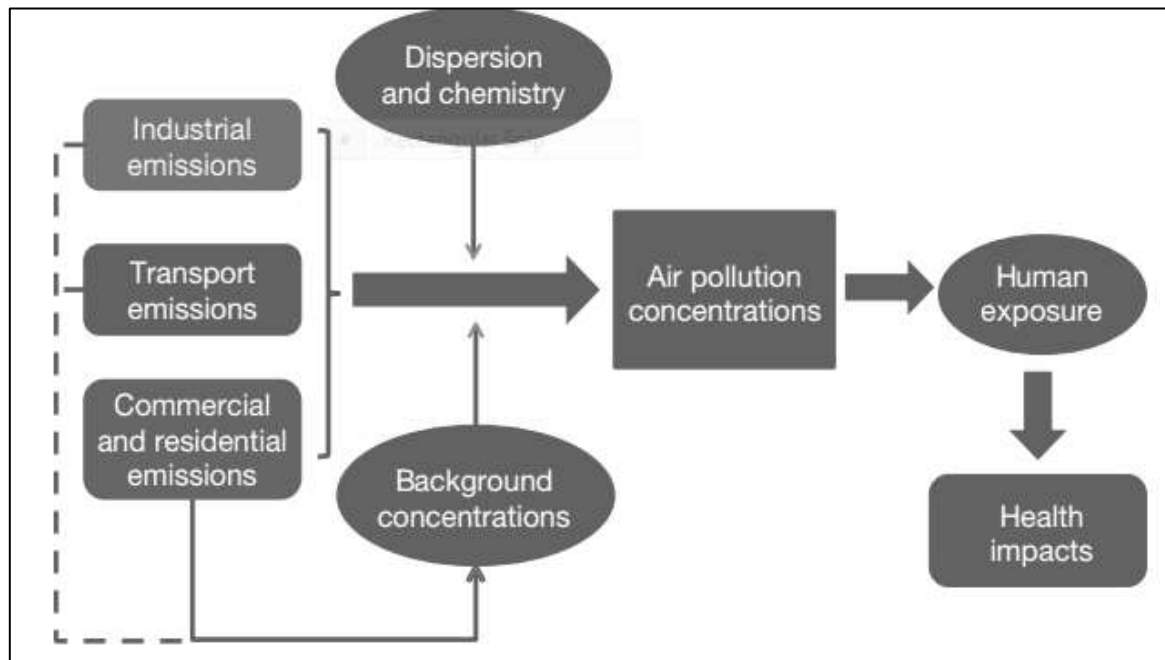 Dispersion
and chemistry
Industrial
emissions
Transport
emissions
Commercial
and residential
emissions
Background
concentrations
Air pollution
concentrations
Human
exposure
Health
impacts